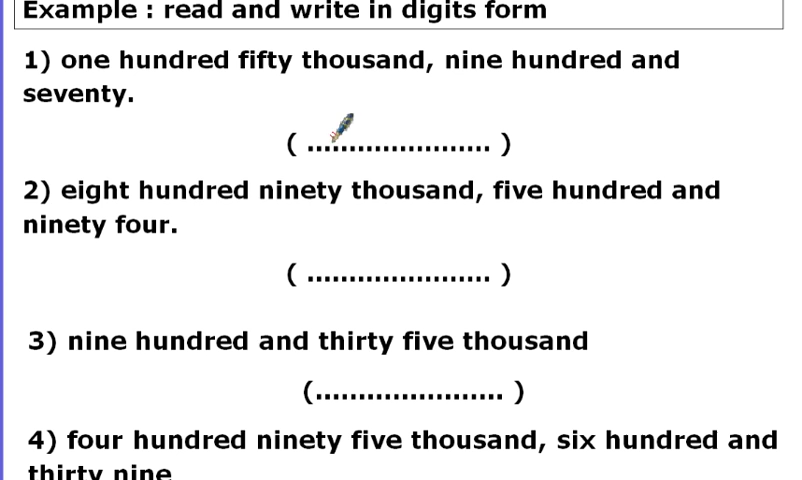 Example : read and write in digits form
1) one hundred fifty thousand, nine hundred and
seventy.
( ...................... )
2) eight hundred ninety thousand, five hundred and
ninety four.
( ...................... )
3) nine hundred and thirty five thousand
(...................... )
4) four hundred ninety five thousand, six hundred and
thirty nine